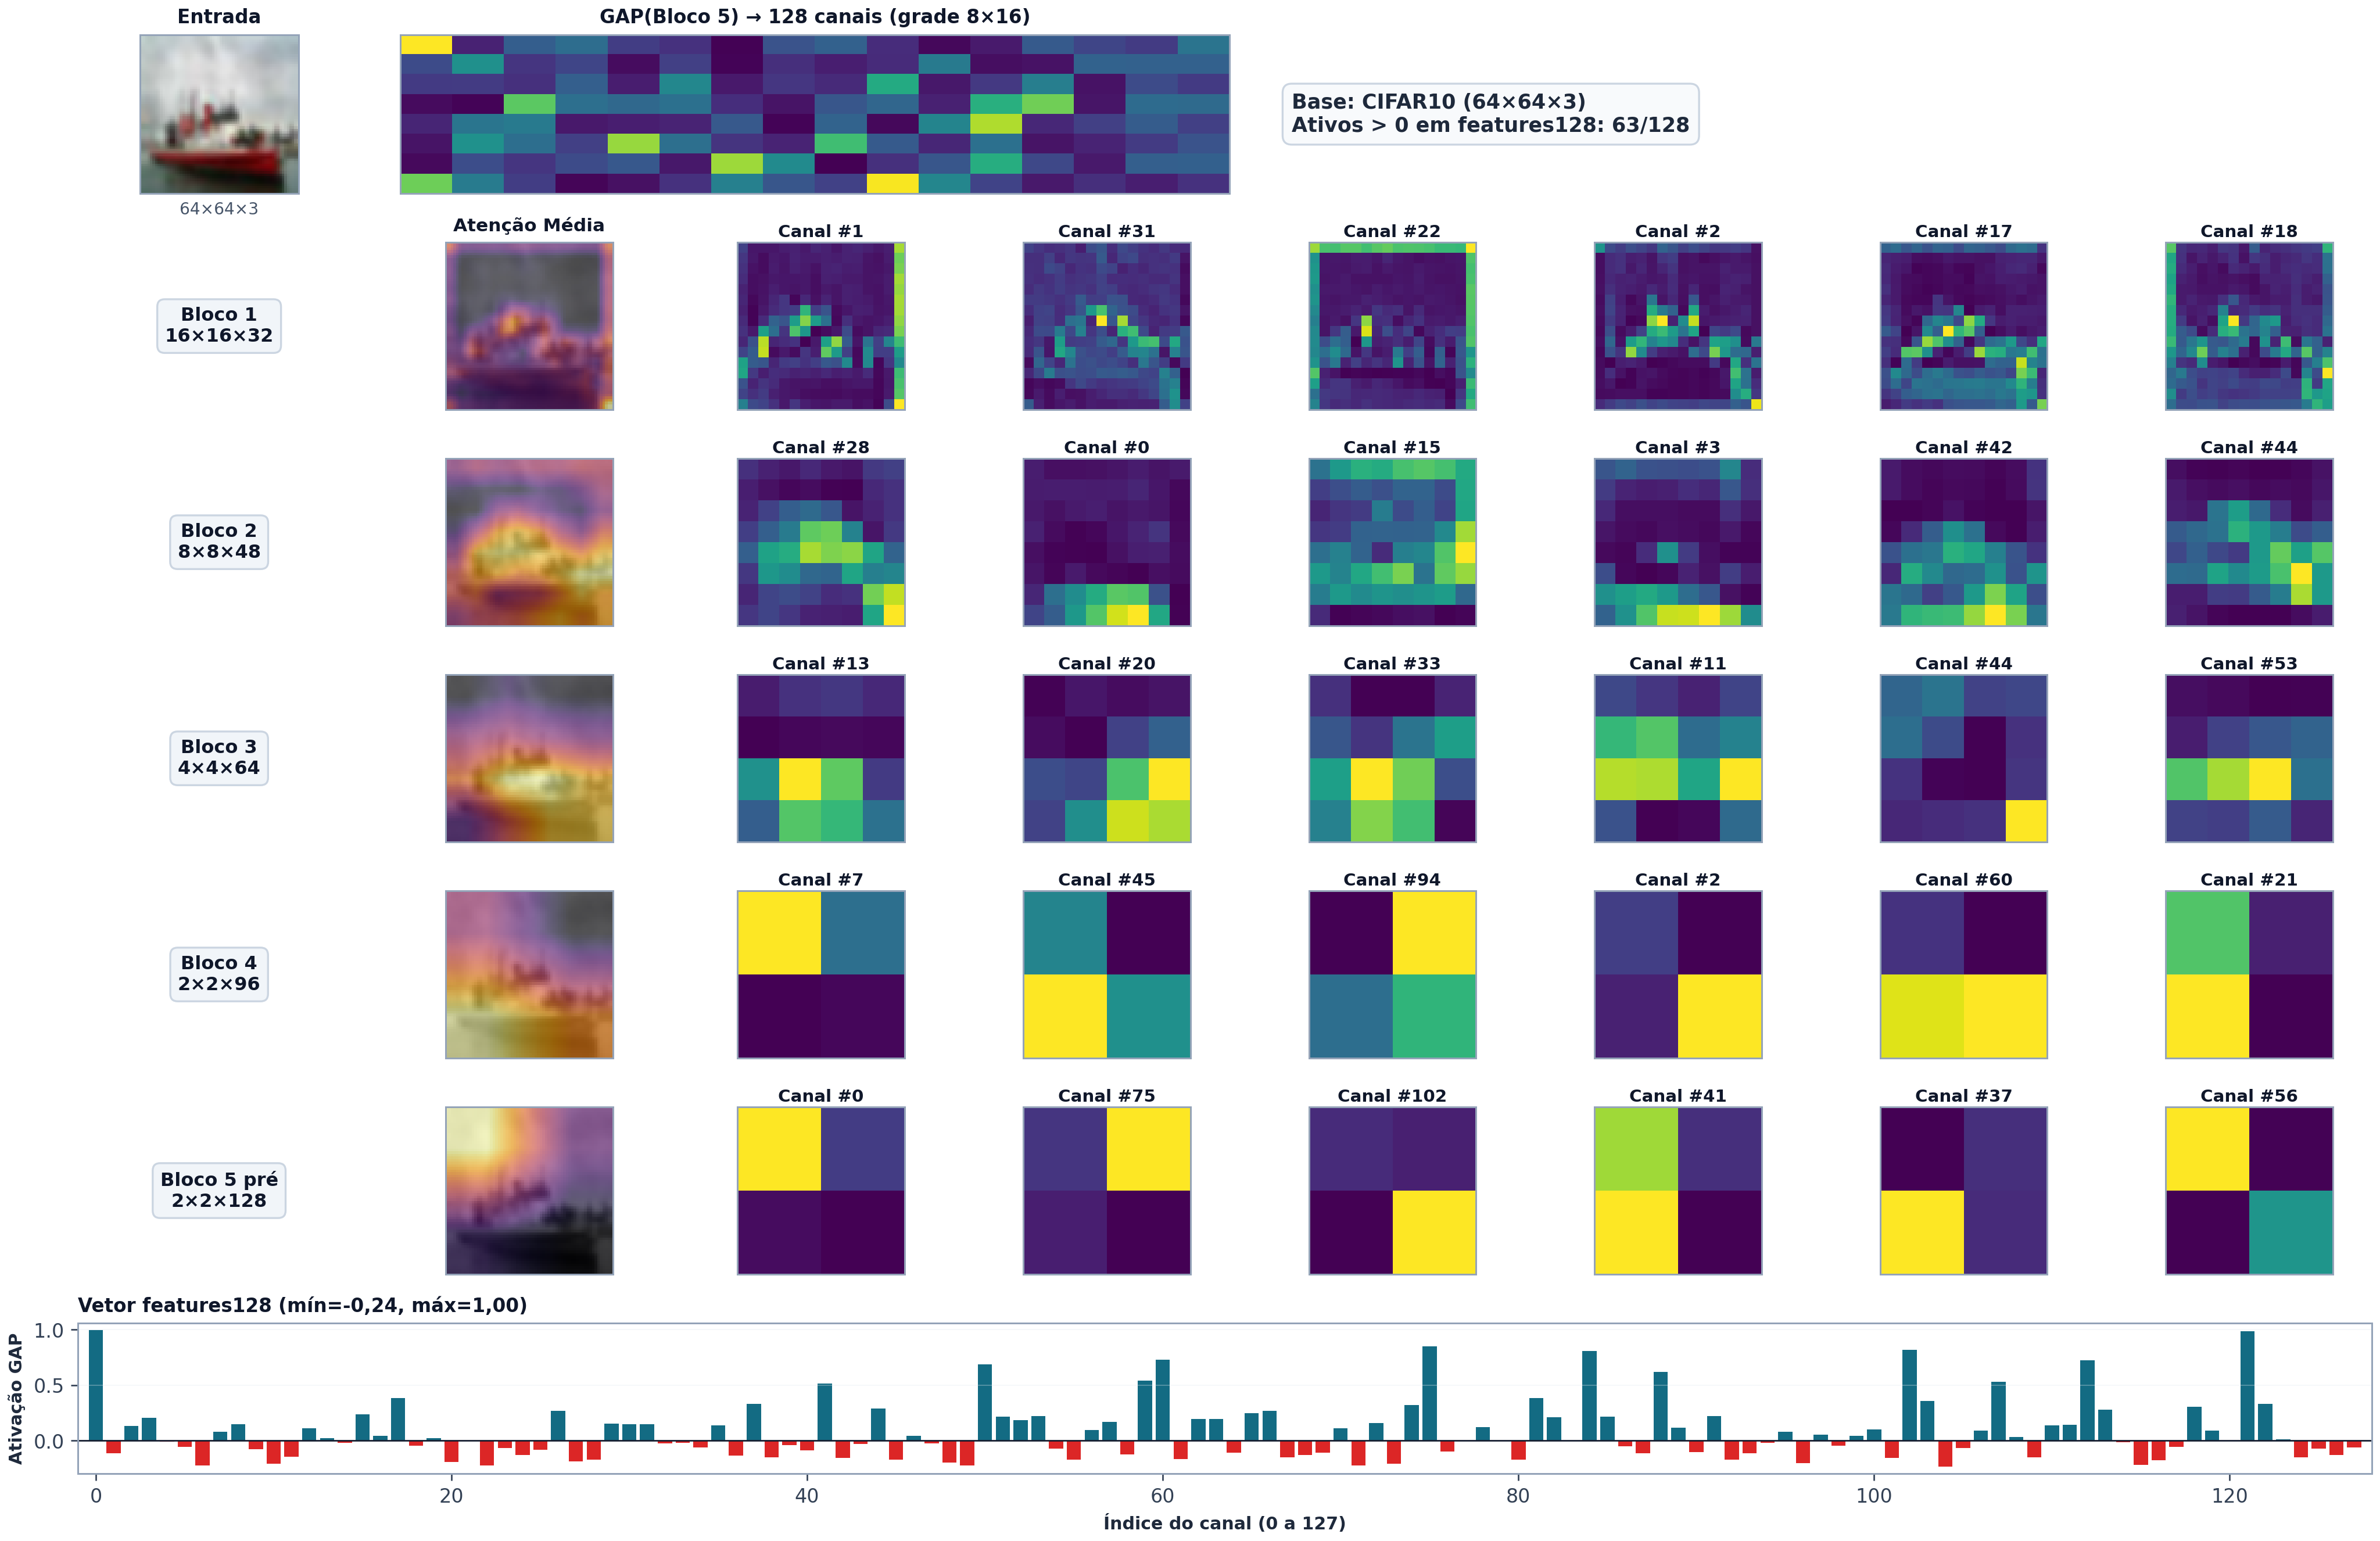 Entrada
GAP(Bloco 5) → 128 canais (grade 8×16)
64×64×3
Base: CIFAR10 (64×64×3)
Ativos > 0 em features128: 63/128
Atenção Média
Canal #1
Canal #31
Canal #22
Canal #2
Canal #17
Canal #18
Bloco 1
16×16×32
Canal #28
Canal #0
Canal #15
Canal #3
Canal #42
Canal #44
Bloco 2
8×8×48
Canal #13
Canal #20
Canal #33
Canal #11
Canal #44
Canal #53
Bloco 3
4×4×64
Canal #7
Canal #45
Canal #94
Canal #2
Canal #60
Canal #21
Bloco 4
2×2×96
Canal #0
Canal #75
Canal #102
Canal #41
Canal #37
Canal #56
Bloco 5 pré
2×2×128
Vetor features128 (mín=-0,24, máx=1,00)
Ativação GAP
1.0
0.5
0.0
0
20
40
60
80
100
120
Índice do canal (0 a 127)